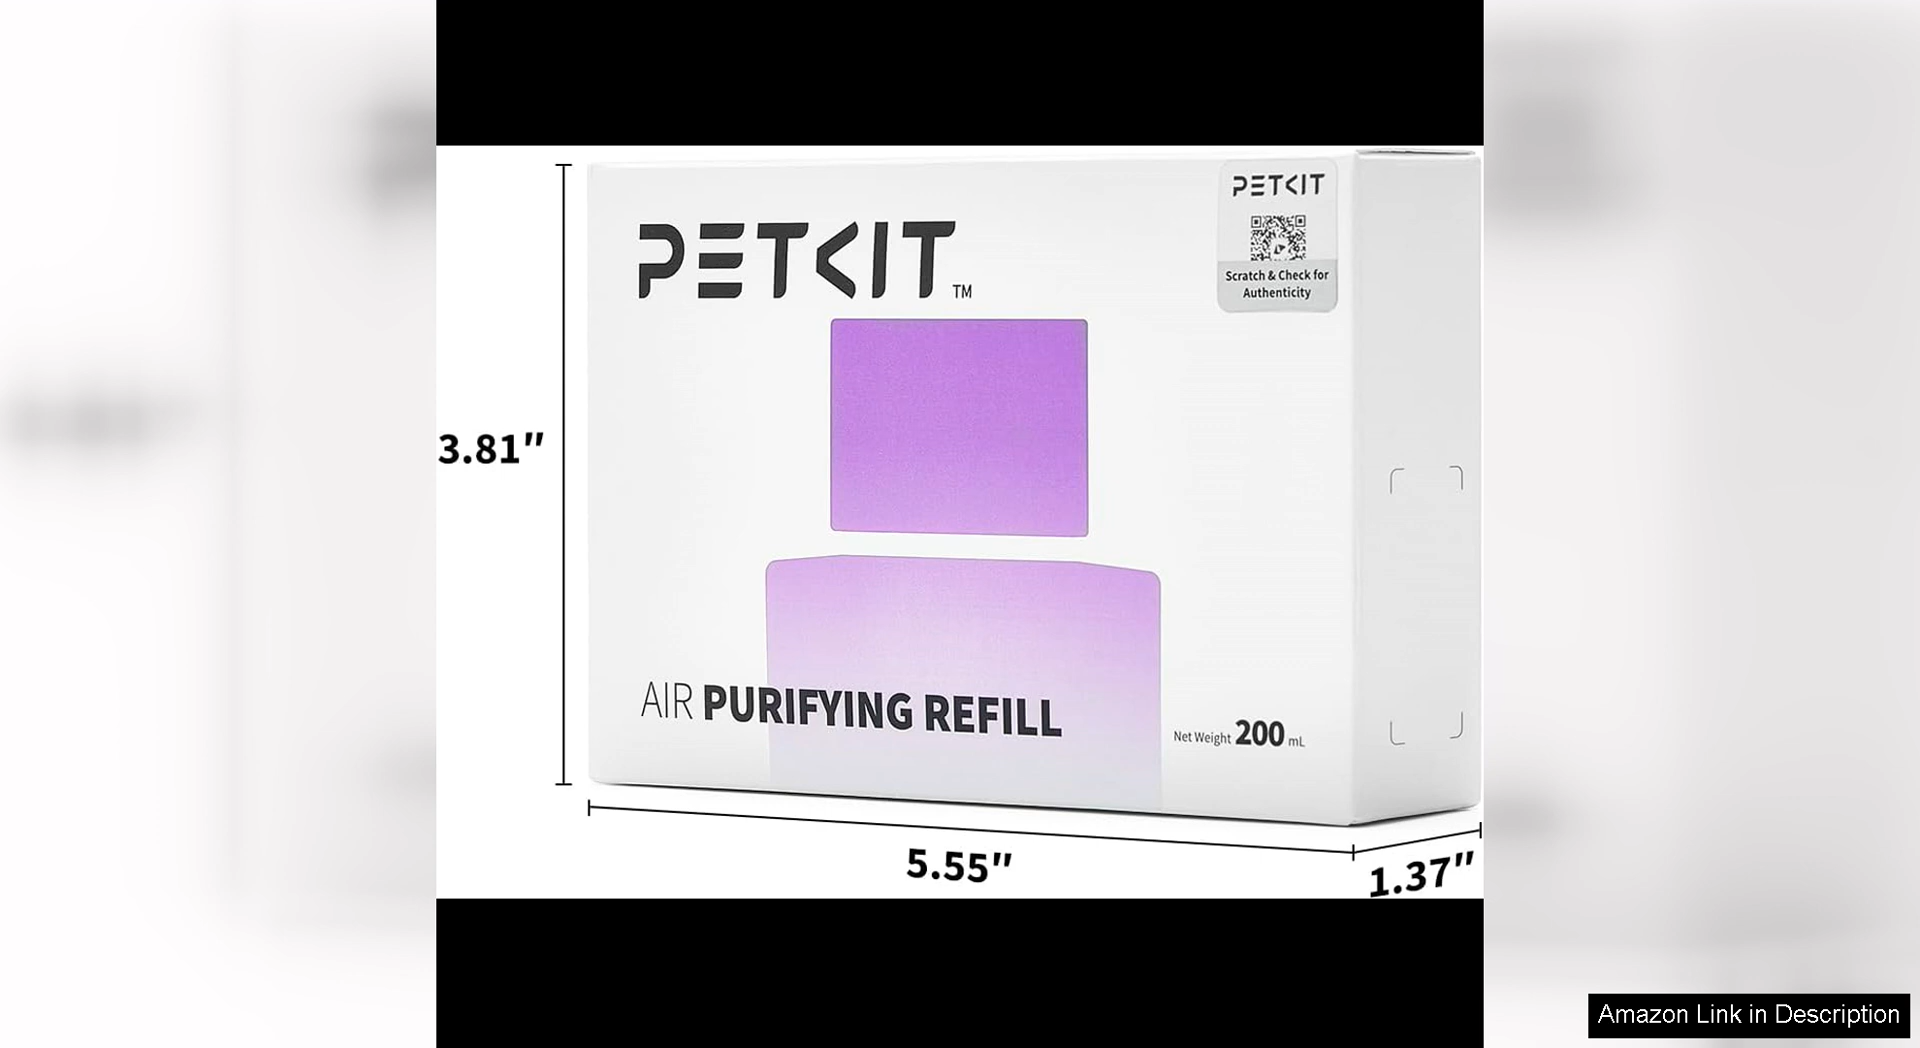 PETKIT
Scratch & Check for
Authenticity
PETKIT TM
3.81"
AIR PURIFYING REFILL
Net Weight 200 mL
5.55"
1.37"
Amazon Link in Description